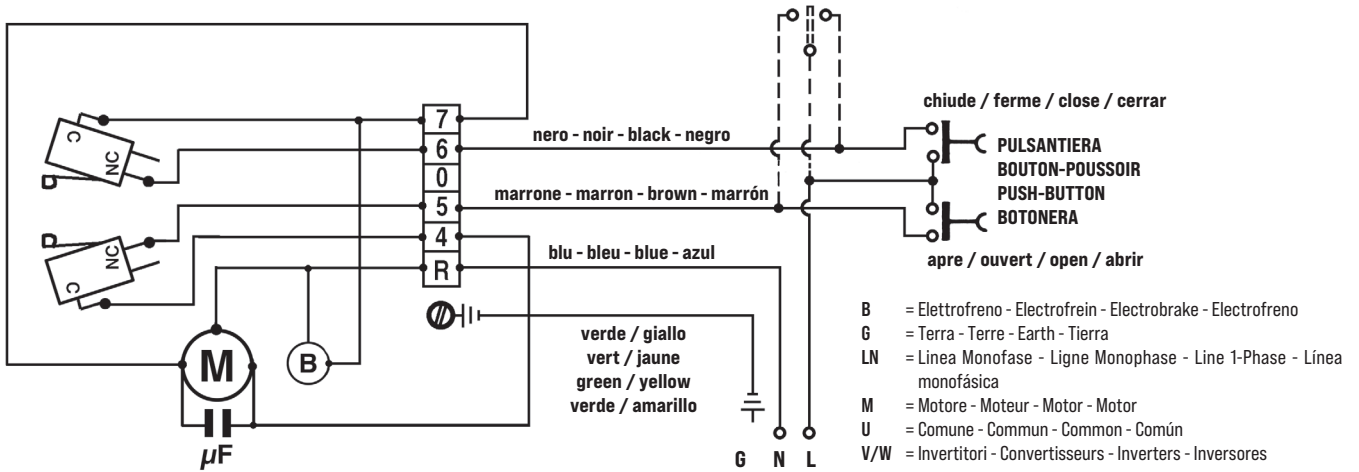 chiude / ferme / close / cerrar
C
NC
7
nero - noir - black - negro
6
PULSANTIERA
BOUTON-POUSSOIR
PUSH-BUTTON
BOTONERA
0
marrone - marron - brown - marrón
5
NC
C
4
blu - bleu - blue - azul
R
apre / ouvert / open / abrir
verde / giallo
vert / jaune
green / yellow
verde / amarillo
M
B
µF
G N L
B = Elettrofreno - Electrofrein - Electrobrake - Electrofreno
G = Terra - Terre - Earth - Tierra
LN = Linea Monofase - Ligne Monophase - Line 1-Phase - Línea
monofásica
M = Motore - Moteur - Motor - Motor
U = Comune - Commun - Common - Común
V/W = Invertitori - Convertisseurs - Inverters - Inversores